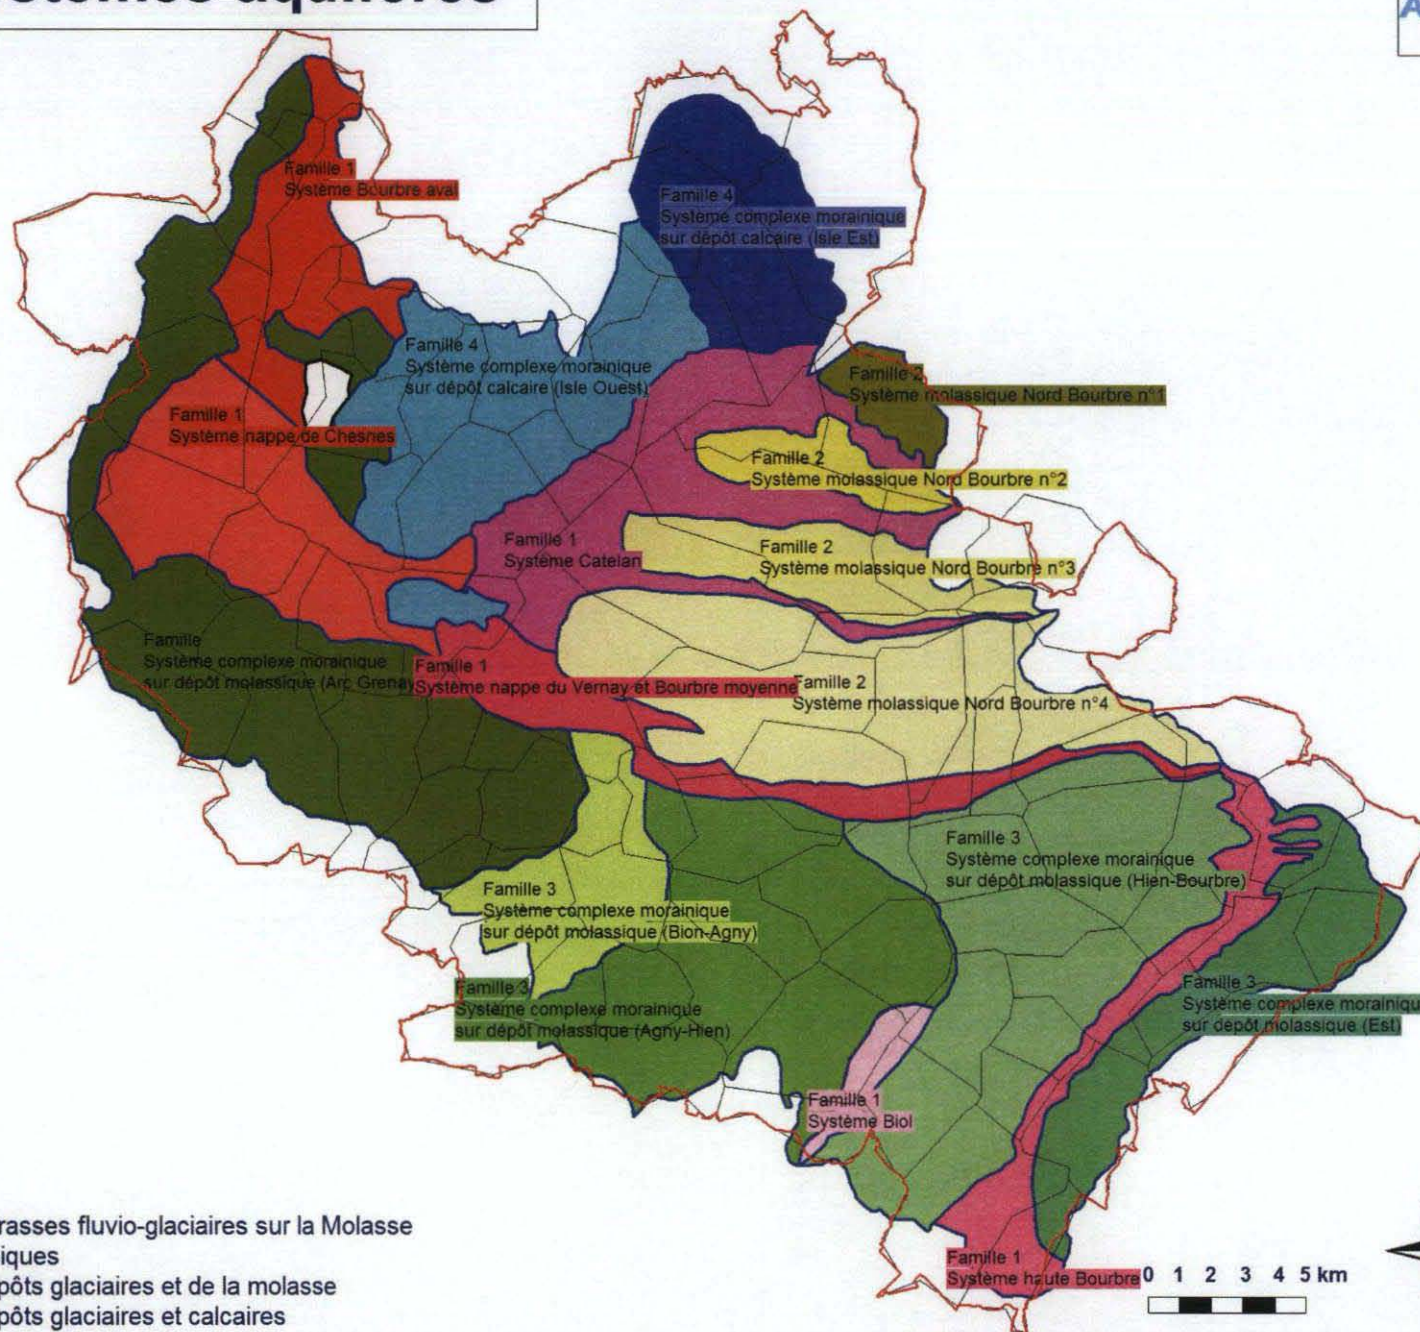 A
Famille 1
Système Bourbre aval
Famille 4
Système complexe morainique
sur dépôt calcaire (Isle Est)
Famille 4
Système complexe morainique
sur dépôt calcaire (Isle Ouest)
Famille 2
Système molassique Nord Bourbre n°1
Famille 1
Système nappe de Chesnes
Famille 2
Système molassique Nord Bourbre n°2
Famille 1
Système Catelan
Famille 2
Système molassique Nord Bourbre n°3
Famille
Système complexe morainique
sur dépôt molassique (Arc Grenay
Famille 1
Système nappe du Vernay et Bourbre moyenne
Famille 2
Système molassique Nord Bourbre n°4
Famille 3
Système complexe morainique
sur dépôt molassique (Hien-Bourbre)
Famille 3
Système complexe morainique
sur dépôt molassique (Bion-Agny)
Famille 3
Système complexe morainique
sur dépôt molassique (Agny-Hien)
Famille 3
Système complexe morainiqu
sur dépôt molassique (Est)
Famille 1
Système Biol
Famille 1
Système haute Bourbre
0 1 2 3 4 5 km
rasses fluvio-glaciaires sur la Molasse
iques
pôts glaciaires et de la molasse
pôts glaciaires et calcaires